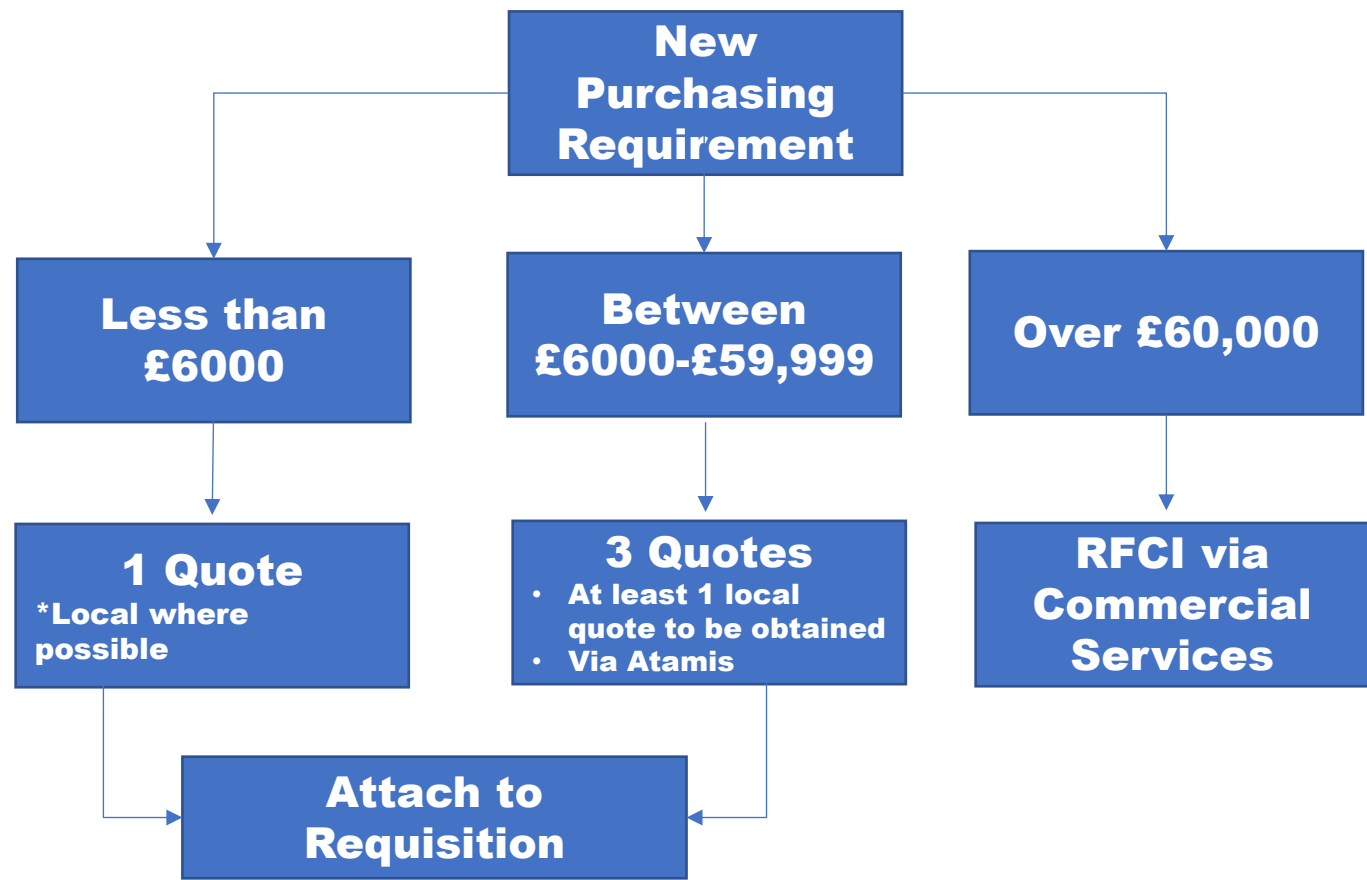 New
Purchasing
Requirement
Less than
£6000
Between
£6000-£59,999
Over £60,000
1 Quote
*Local where
possible
3 Quotes
• At least 1 local
quote to be obtained
• Via Atamis
RFCI via
Commercial
Services
Attach to
Requisition